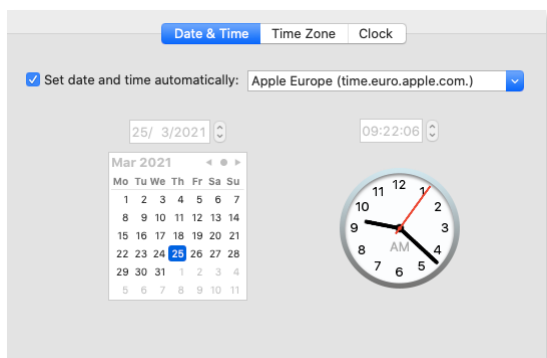 Date & Time Time Zone Clock
Set date and time automatically: Apple Europe (time.euro.apple.com.)
25/ 3/2021 09:22:06
Mar 2021
Mo Tu We Th Fr Sa Su
1 2 3 4 5 6 7
8 9 10 11 12 13 14
15 16 17 18 19 20 21
22 23 24 25 26 27 28
29 30 31 1 2 3 4
5 6 7 8 9 10 11
12
11 1
10 2
9 3
AM
8 4
7 5
6